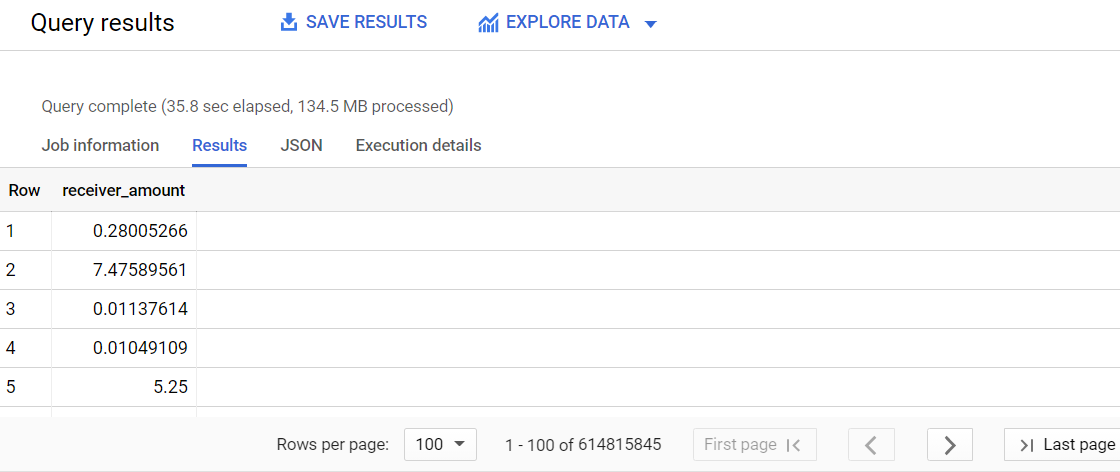 Query results SAVE RESULTS EXPLORE DATA
Query complete (35.8 sec elapsed, 134.5 MB processed)
Job information Results JSON Execution details
Row receiver_amount
1 0.28005266
2 7.47589561
3 0.01137614
4 0.01049109
5 5.25
Rows per page: 100 1 - 100 of 614815845 First page Last page